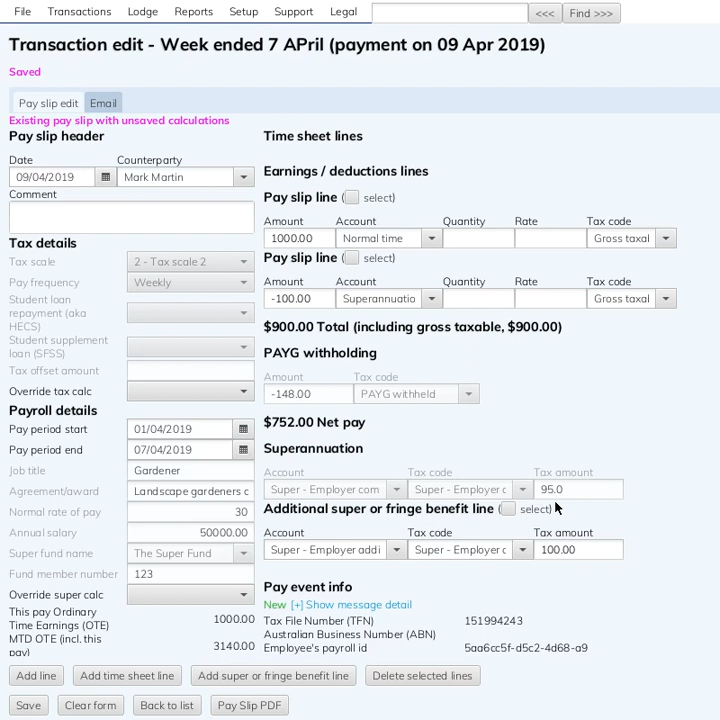 File Transactions Lodge Reports Setup Support Legal <<< Find >>>
Transaction edit - Week ended 7 APril (payment on 09 Apr 2019)
Saved
Pay slip edit Email
Existing pay slip with unsaved calculations
Pay slip header
Date Counterparty
09/04/2019 Mark Martin
Comment
Tax details
Tax scale 2 - Tax scale 2
Pay frequency Weekly
Student loan
repayment (aka
HECS)
Student supplement
loan (SFSS)
Tax offset amount
Override tax calc
Payroll details
Pay period start 01/04/2019
Pay period end 07/04/2019
Job title Gardener
Agreement/award Landscape gardeners c
Normal rate of pay 30
Annual salary 50000.00
Super fund name The Super Fund
Fund member number 123
Override super calc
This pay Ordinary
Time Earnings (OTE) 1000.00
MTD OTE (incl. this
pay) 3140.00
Time sheet lines
Earnings / deductions lines
Pay slip line ( select)
Amount Account Quantity Rate Tax code
1000.00 Normal time Gross taxal
Pay slip line ( select)
Amount Account Quantity Rate Tax code
-100.00 Superannuatio Gross taxal
$900.00 Total (including gross taxable, $900.00)
PAYG withholding
Amount Tax code
-148.00 PAYG withheld
$752.00 Net pay
Superannuation
Account Tax code Tax amount
Super - Employer com Super - Employer c 95.0
Additional super or fringe benefit line ( select)
Account Tax code Tax amount
Super - Employer addi Super - Employer c 100.00
Pay event info
New [+] Show message detail
Tax File Number (TFN) 151994243
Australian Business Number (ABN)
Employee's payroll id 5aa6cc5f-d5c2-4d68-a9
Add line Add time sheet line Add super or fringe benefit line Delete selected lines
Save Clear form Back to list Pay Slip PDF